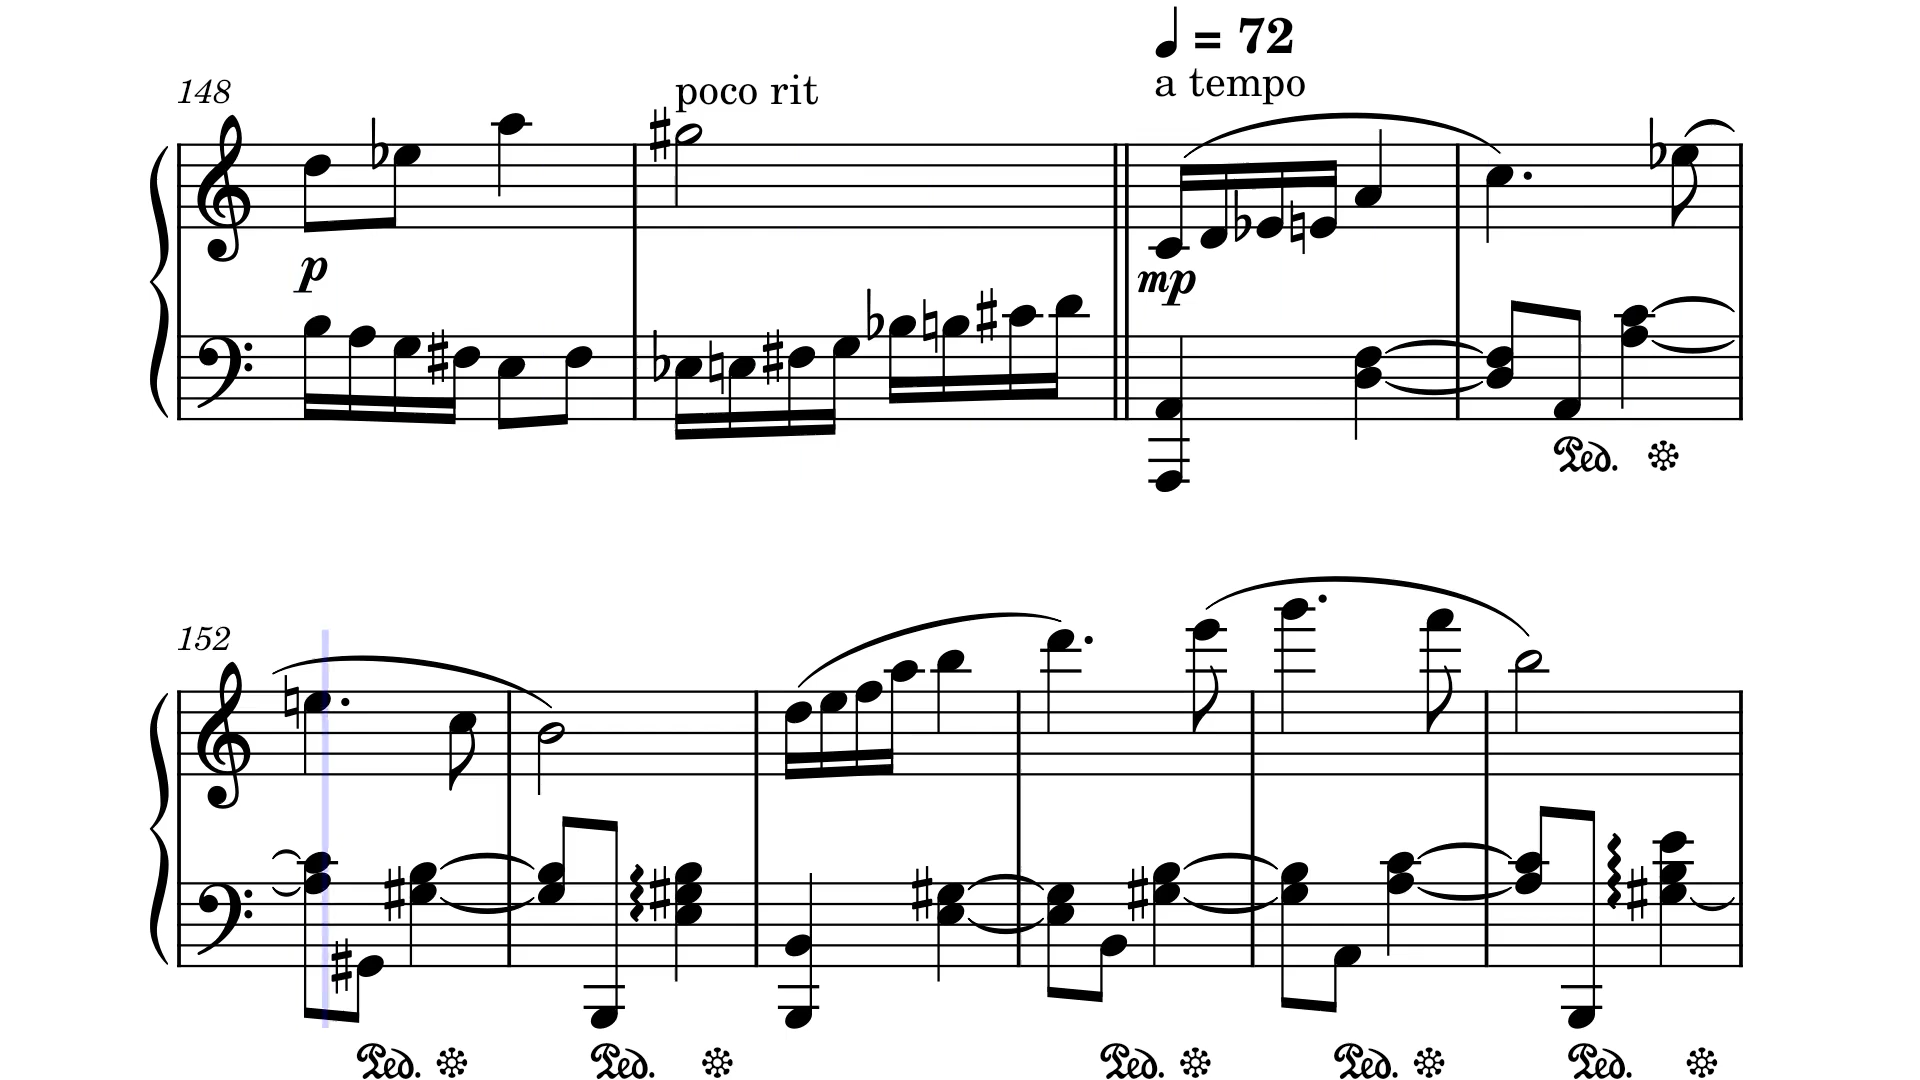 ♩ = 72
148 poco rit a tempo
p mp
Ped. *
152
Ped. * Ped. * Ped. * Ped. * Ped. *